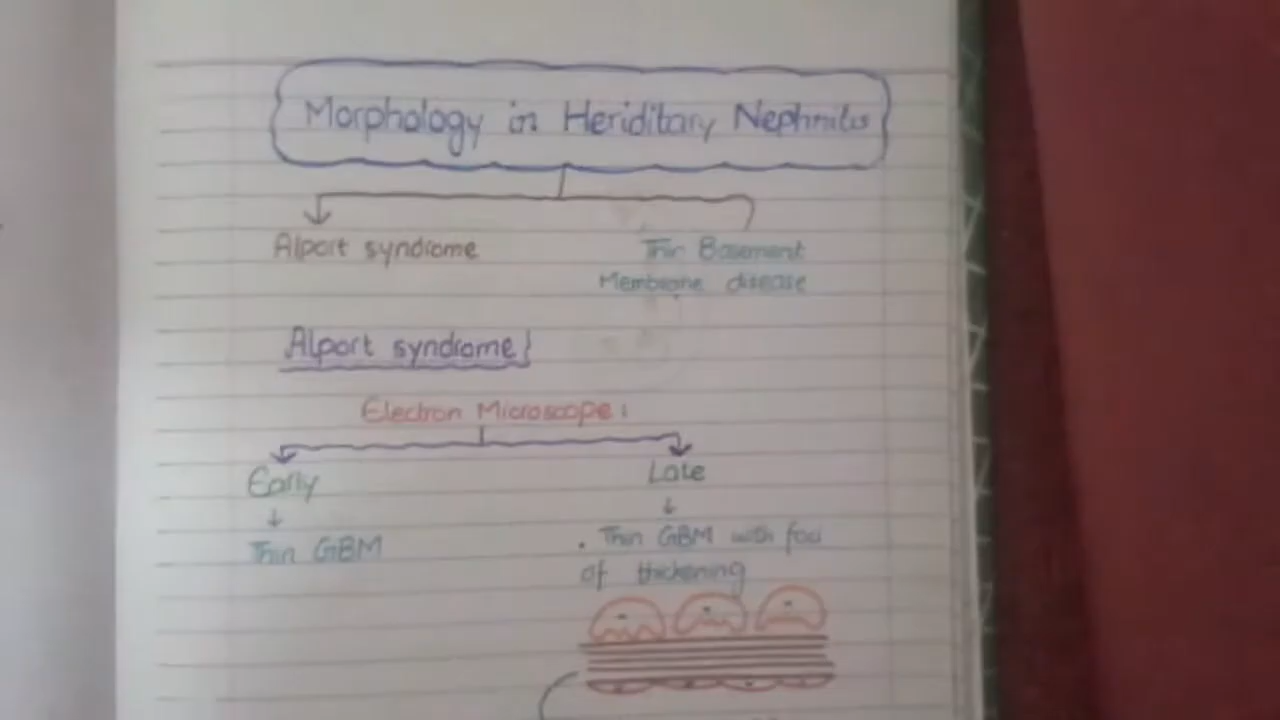 Morphology in Heriditary Nephritis
Alport syndrome
Thin Basement
Membrane disease
Alport syndrome
Electron Microscope:
Early
Late
Thin GBM
. Thin GBM with foci
of thickening